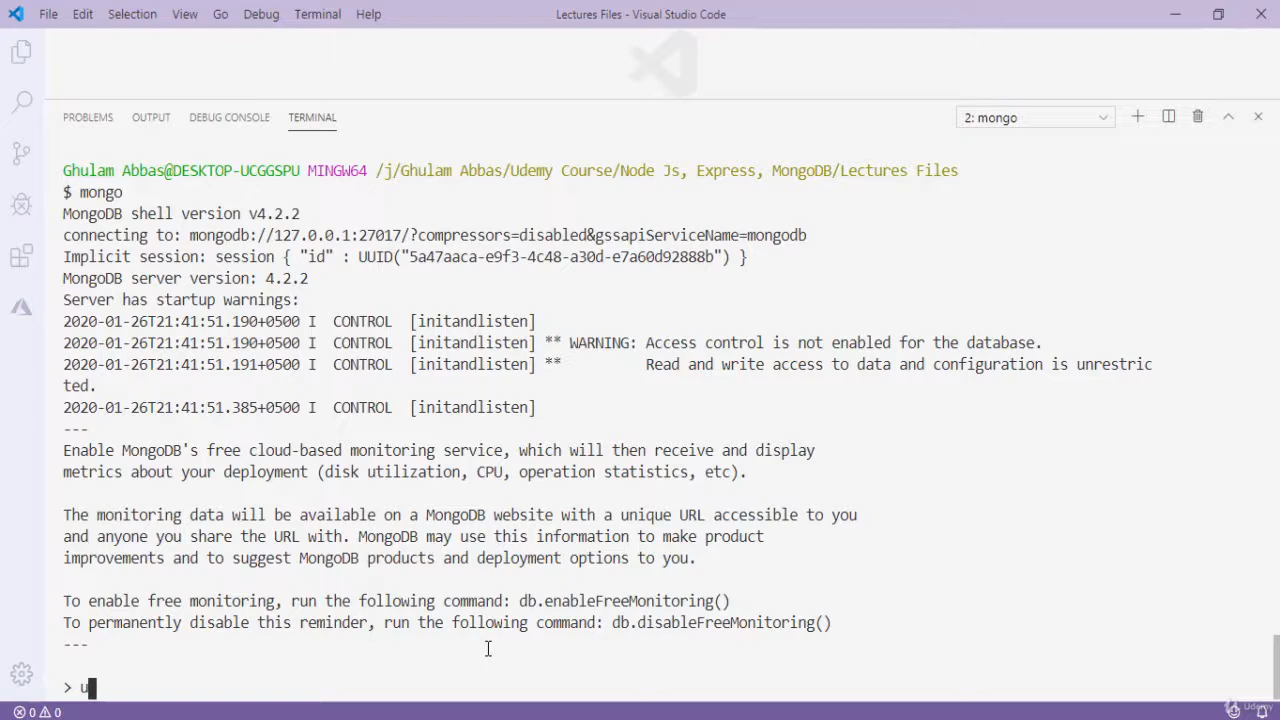 File Edit Selection View Go Debug Terminal Help Lectures Files - Visual Studio Code
PROBLEMS OUTPUT DEBUG CONSOLE TERMINAL 2: mongo
Ghulam Abbas@DESKTOP-UCGGSPU MINGW64 /j/Ghulam Abbas/Udemy Course/Node Js, Express, MongoDB/Lectures Files
$ mongo
MongoDB shell version v4.2.2
connecting to: mongodb://127.0.0.1:27017/?compressors=disabled&gssapiServiceName=mongodb
Implicit session: session { "id" : UUID("5a47aaca-e9f3-4c48-a30d-e7a60d92888b") }
MongoDB server version: 4.2.2
Server has startup warnings:
2020-01-26T21:41:51.190+0500 I  CONTROL  [initandlisten]
2020-01-26T21:41:51.190+0500 I  CONTROL  [initandlisten] ** WARNING: Access control is not enabled for the database.
2020-01-26T21:41:51.191+0500 I  CONTROL  [initandlisten] **          Read and write access to data and configuration is unrestric
ted.
2020-01-26T21:41:51.385+0500 I  CONTROL  [initandlisten]
---
Enable MongoDB's free cloud-based monitoring service, which will then receive and display
metrics about your deployment (disk utilization, CPU, operation statistics, etc).
The monitoring data will be available on a MongoDB website with a unique URL accessible to you
and anyone you share the URL with. MongoDB may use this information to make product
improvements and to suggest MongoDB products and deployment options to you.
To enable free monitoring, run the following command: db.enableFreeMonitoring()
To permanently disable this reminder, run the following command: db.disableFreeMonitoring()
---
> u
0 0 Udemy